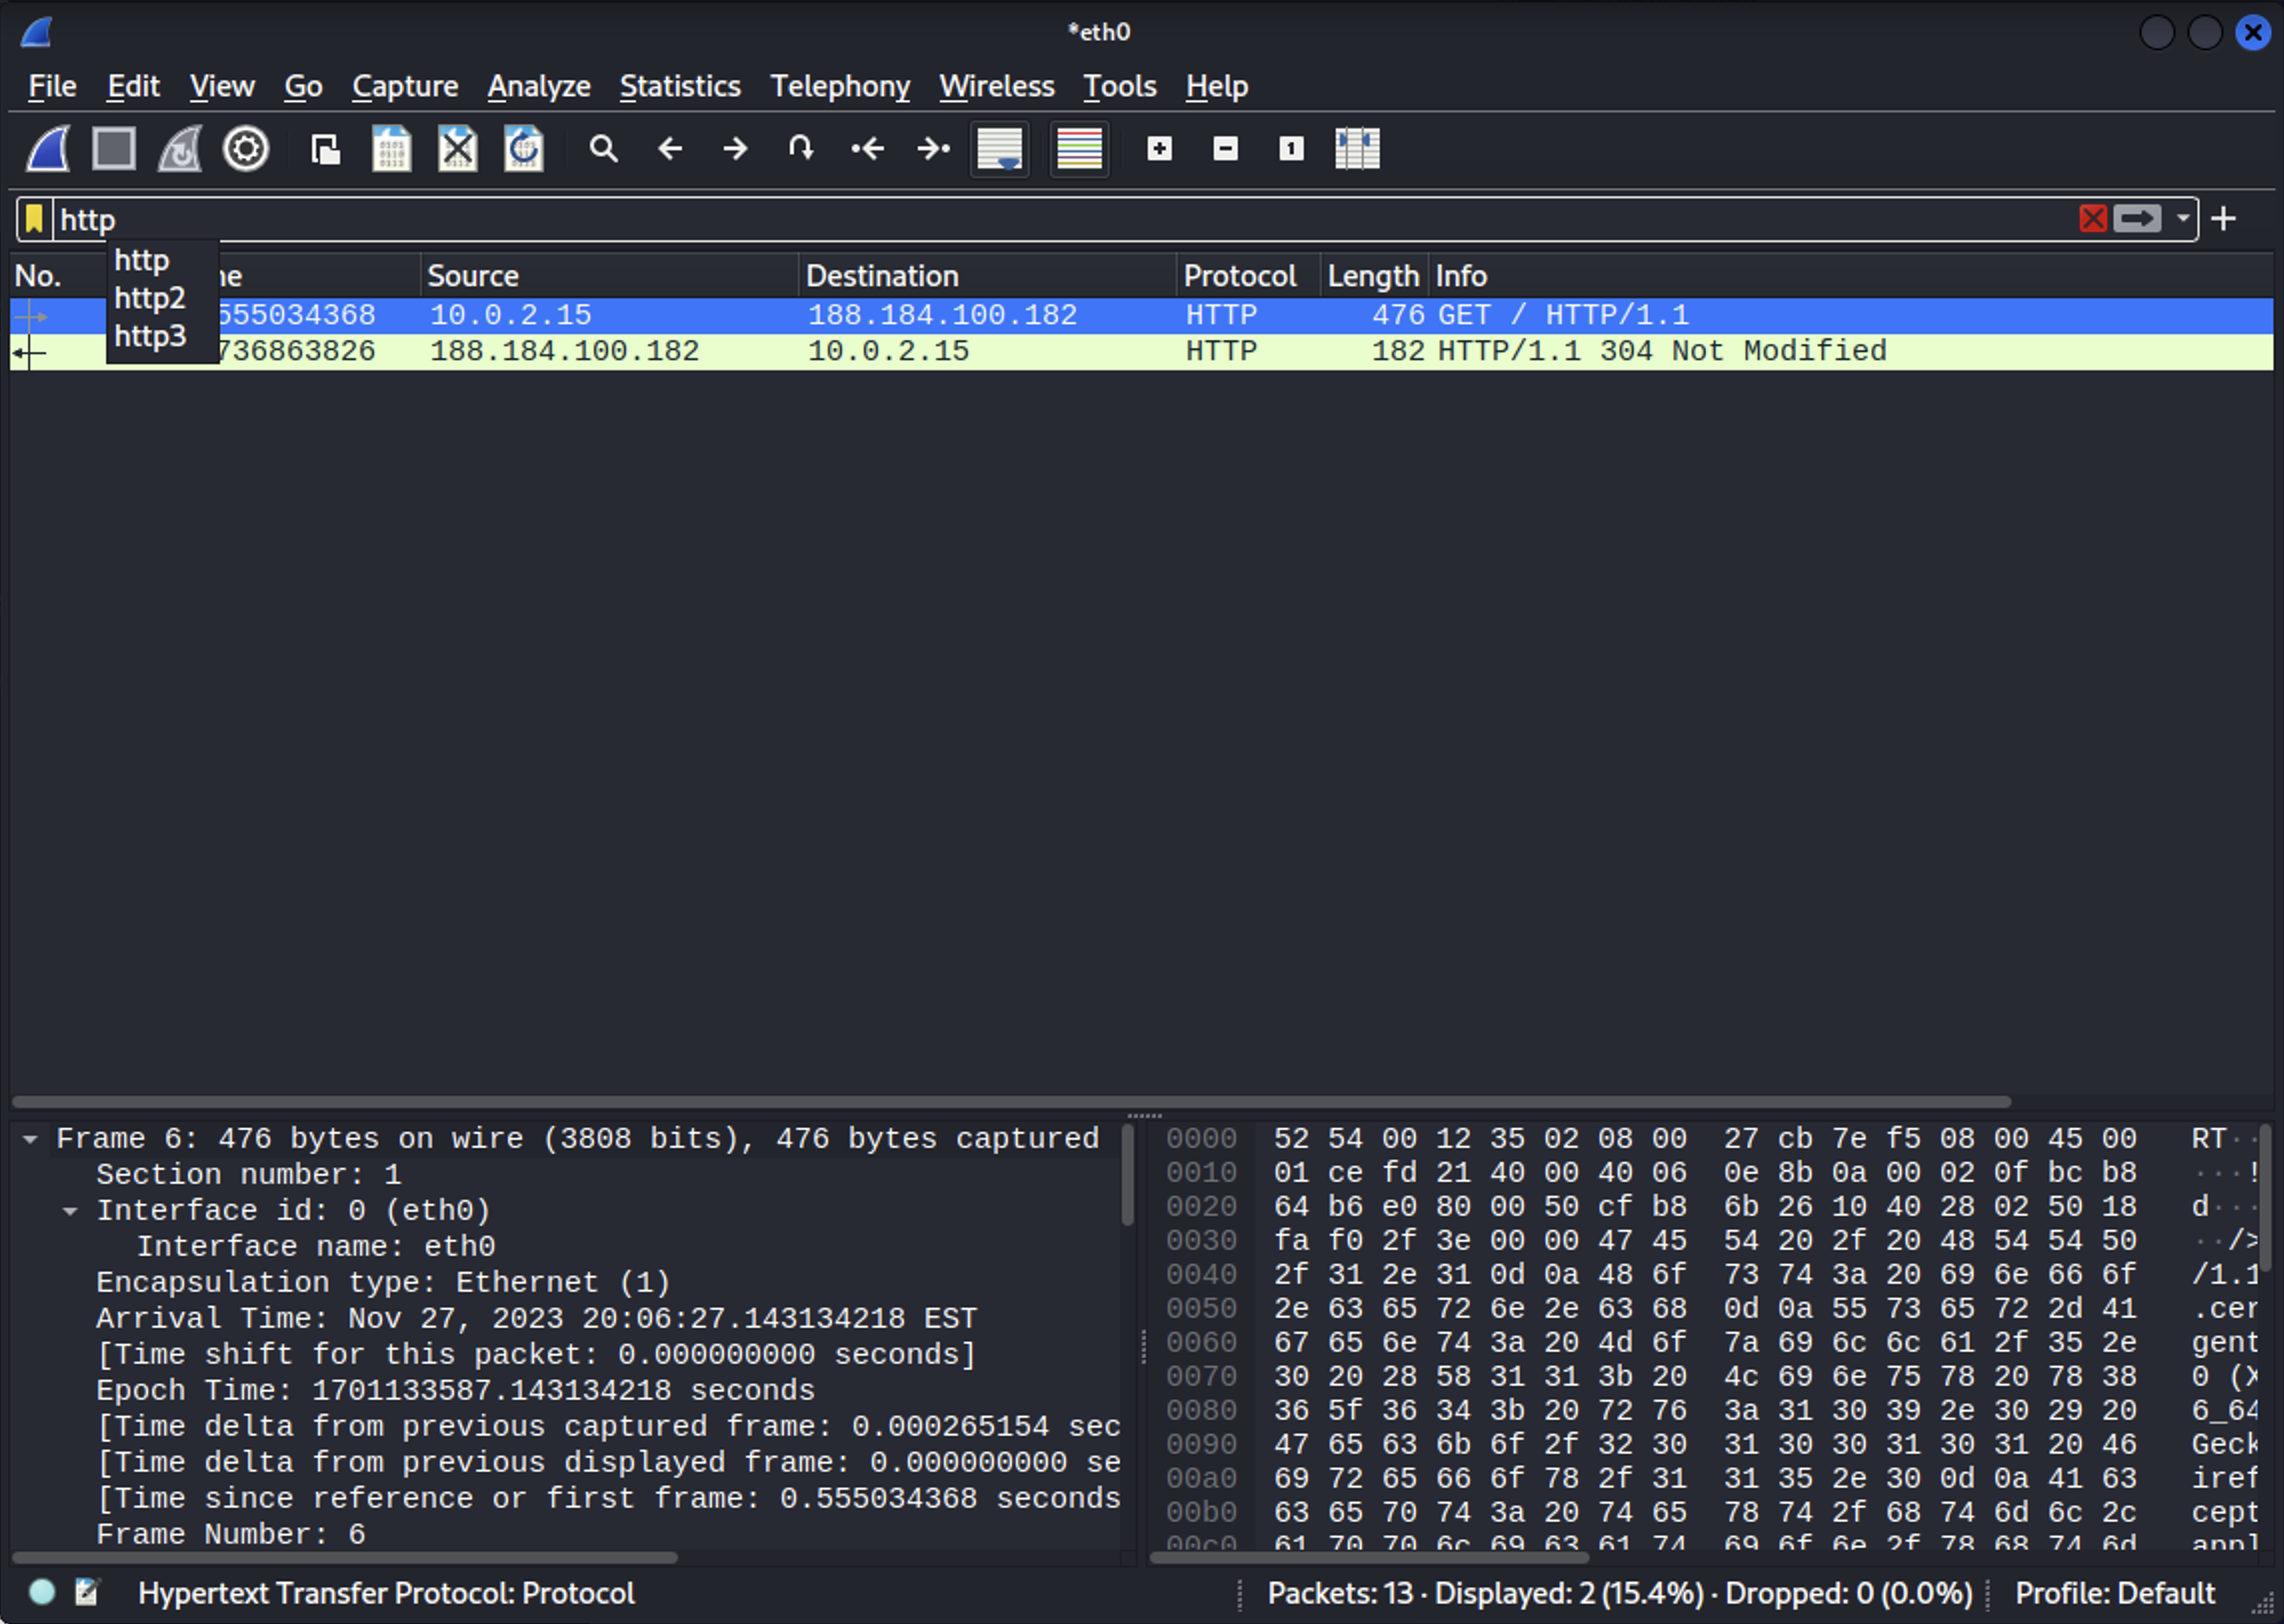 *eth0
File Edit View Go Capture Analyze Statistics Telephony Wireless Tools Help
http
http
http2
http3
No. Source Destination Protocol Length Info
555034368 10.0.2.15 188.184.100.182 HTTP 476 GET / HTTP/1.1
736863826 188.184.100.182 10.0.2.15 HTTP 182 HTTP/1.1 304 Not Modified
Frame 6: 476 bytes on wire (3808 bits), 476 bytes captured
Section number: 1
Interface id: 0 (eth0)
Interface name: eth0
Encapsulation type: Ethernet (1)
Arrival Time: Nov 27, 2023 20:06:27.143134218 EST
[Time shift for this packet: 0.000000000 seconds]
Epoch Time: 1701133587.143134218 seconds
[Time delta from previous captured frame: 0.000265154 sec
[Time delta from previous displayed frame: 0.000000000 se
[Time since reference or first frame: 0.555034368 seconds
Frame Number: 6
0000 52 54 00 12 35 02 08 00 27 cb 7e f5 08 00 45 00 RT··
0010 01 ce fd 21 40 00 40 06 0e 8b 0a 00 02 0f bc b8 ···!
0020 64 b6 e0 80 00 50 cf b8 6b 26 10 40 28 02 50 18 d···
0030 fa f0 2f 3e 00 00 47 45 54 20 2f 20 48 54 54 50 ··/>
0040 2f 31 2e 31 0d 0a 48 6f 73 74 3a 20 69 6e 66 6f /1.1
0050 2e 63 65 72 6e 2e 63 68 0d 0a 55 73 65 72 2d 41 .cer
0060 67 65 6e 74 3a 20 4d 6f 7a 69 6c 6c 61 2f 35 2e gent
0070 30 20 28 58 31 31 3b 20 4c 69 6e 75 78 20 78 38 0 (X
0080 36 5f 36 34 3b 20 72 76 3a 31 30 39 2e 30 29 20 6_64
0090 47 65 63 6b 6f 2f 32 30 31 30 30 31 30 31 20 46 Geck
00a0 69 72 65 66 6f 78 2f 31 31 35 2e 30 0d 0a 41 63 iref
00b0 63 65 70 74 3a 20 74 65 78 74 2f 68 74 6d 6c 2c cept
00c0 61 70 70 6c 69 63 61 74 69 6f 6e 2f 78 68 74 6d appl
Hypertext Transfer Protocol: Protocol Packets: 13 · Displayed: 2 (15.4%) · Dropped: 0 (0.0%) Profile: Default